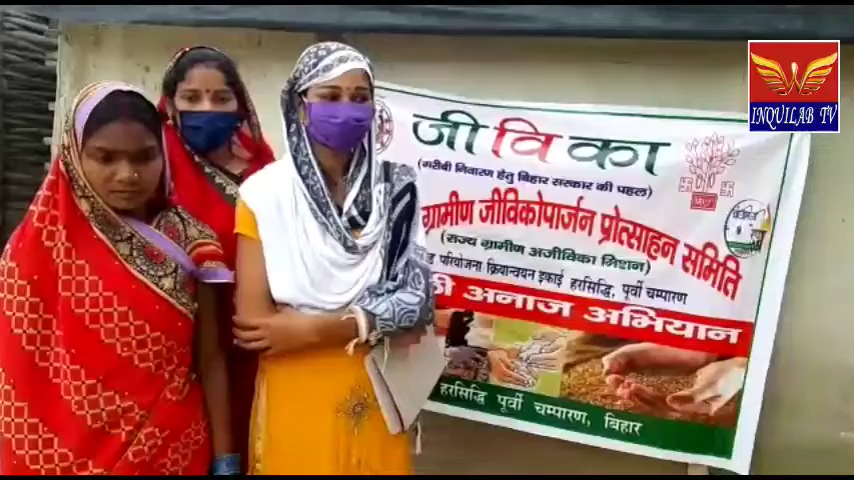 INQUILAB TV
जीविका
(गरीबी निवारण हेतु बिहार सरकार की पहल)
ग्रामीण जीविकोपार्जन प्रोत्साहन समिति
(राज्य ग्रामीण अजीविका मिशन)
परियोजना क्रियान्वयन इकाई हरसिद्धि, पूर्वी चम्पारण
अनाज अभियान
हरसिद्धि पूर्वी चम्पारण, बिहार